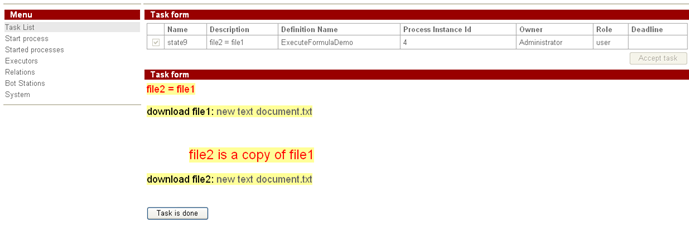 Menu
Task List
Start process
Started processes
Executors
Relations
Bot Stations
System
Task form
Name Description Definition Name Process Instance Id Owner Role Deadline
state9 file2 = file1 ExecuteFormulaDemo 4 Administrator user
Accept task
Task form
file2 = file1
download file1: new text document.txt
file2 is a copy of file1
download file2: new text document.txt
Task is done